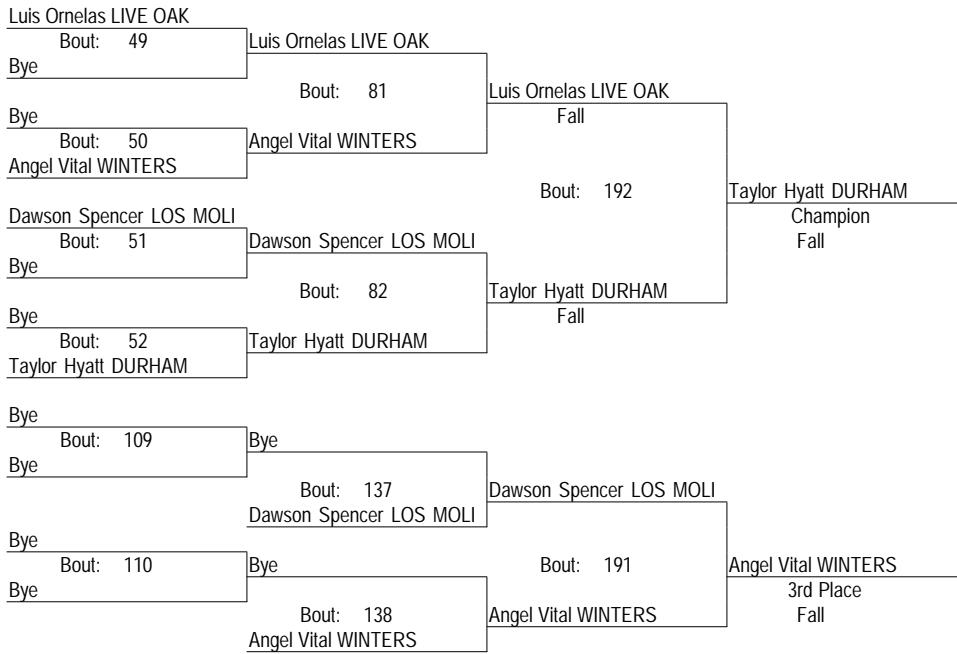 Luis Ornelas LIVE OAK
Bout: 49
Luis Ornelas LIVE OAK
Bye
Bout: 81
Luis Ornelas LIVE OAK
Bye
Fall
Bout: 50
Angel Vital WINTERS
Angel Vital WINTERS
Bout: 192
Taylor Hyatt DURHAM
Dawson Spencer LOS MOLI
Champion
Bout: 51
Dawson Spencer LOS MOLI
Fall
Bye
Bout: 82
Taylor Hyatt DURHAM
Bye
Fall
Bout: 52
Taylor Hyatt DURHAM
Taylor Hyatt DURHAM
Bye
Bout: 109
Bye
Bye
Bout: 137
Dawson Spencer LOS MOLI
Dawson Spencer LOS MOLI
Bye
Bout: 110
Bye
Bout: 191
Angel Vital WINTERS
Bye
3rd Place
Bout: 138
Angel Vital WINTERS
Fall
Angel Vital WINTERS